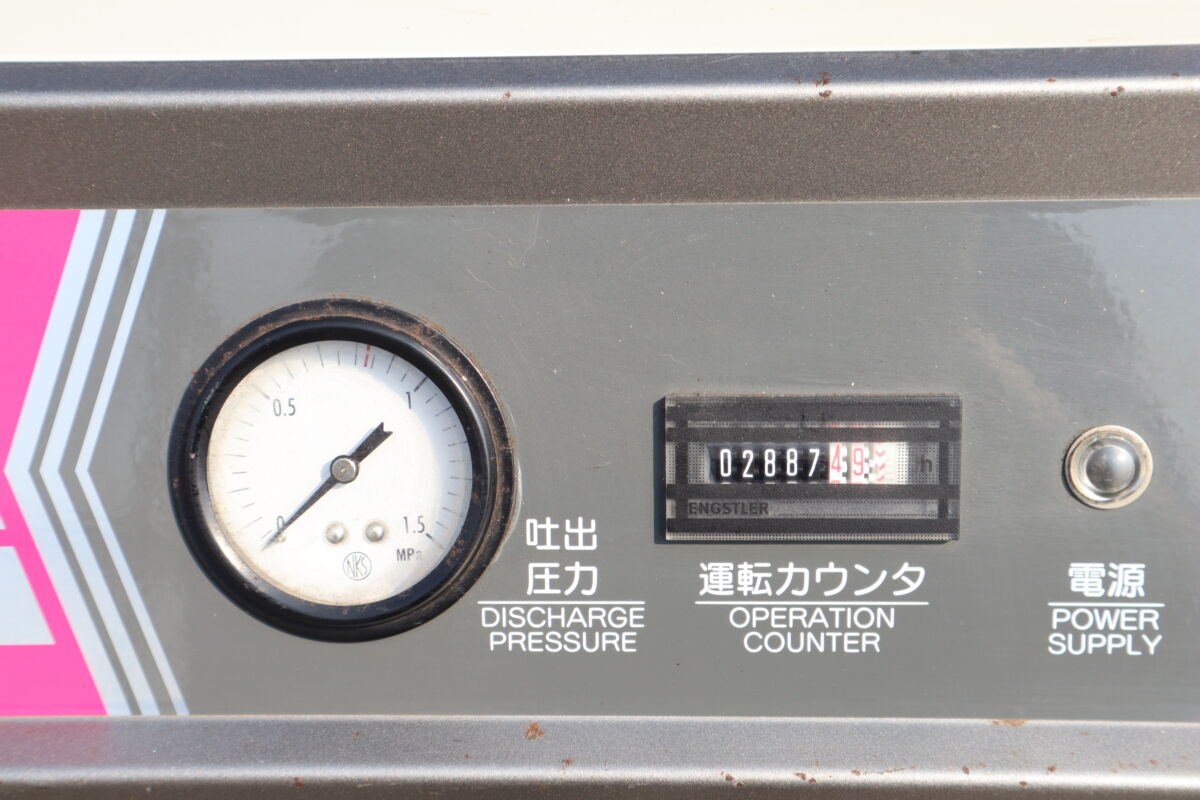 0.5
1
0
1.5
MPa
NKS
吐出
圧力
DISCHARGE
PRESSURE
0288749
h
ENGSTLER
運転カウンタ
OPERATION
COUNTER
電源
POWER
SUPPLY